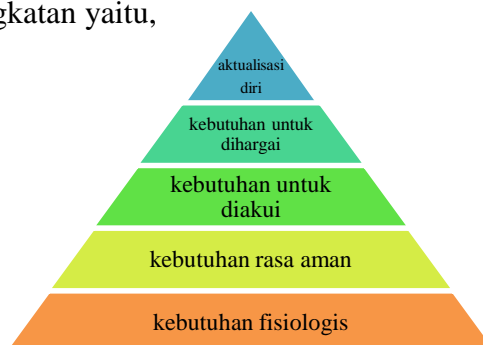 gkatan yaitu,
aktualisasi
diri
kebutuhan untuk
dihargai
kebutuhan untuk
diakui
kebutuhan rasa aman
kebutuhan fisiologis